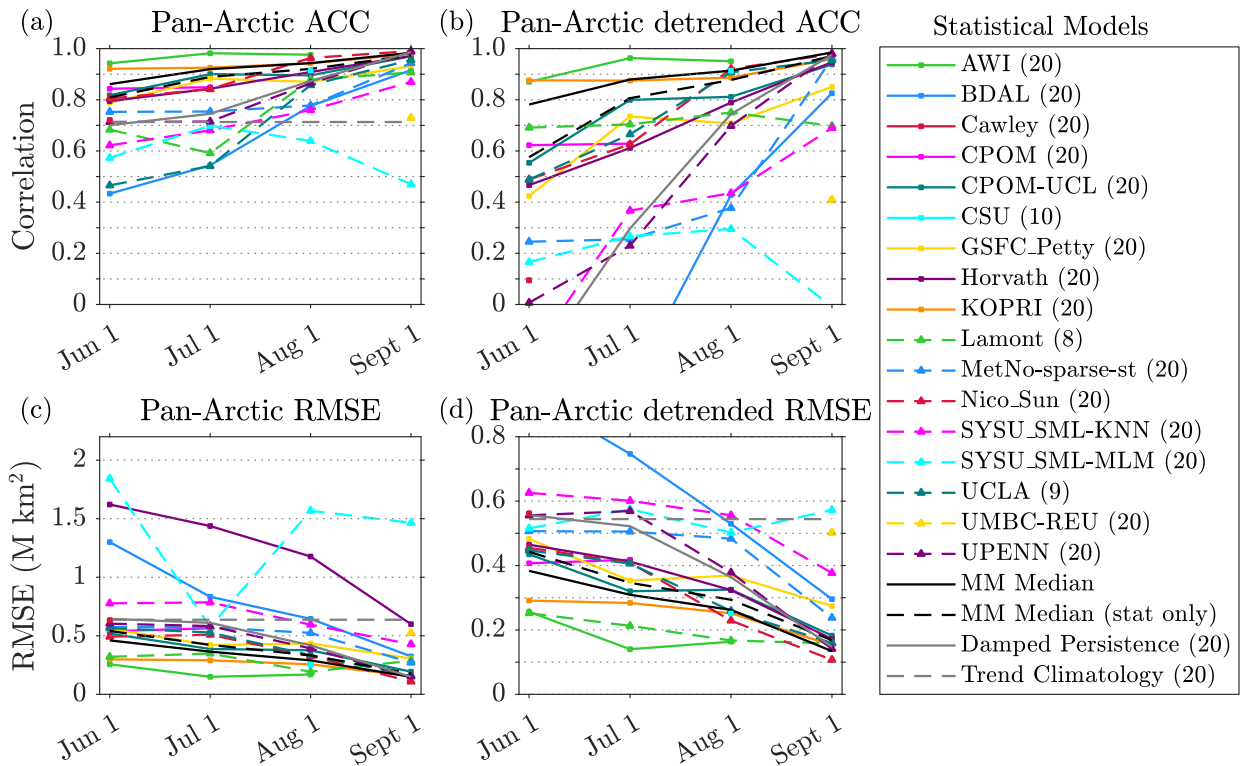 (a) Pan-Arctic ACC
Correlation
1.0
0.8
0.6
0.4
0.2
0
Jun 1
Jul 1
Aug 1
Sept 1
(b) Pan-Arctic detrended ACC
1.0
0.8
0.6
0.4
0.2
0
Jun 1
Jul 1
Aug 1
Sept 1
(c) Pan-Arctic RMSE
RMSE (M km²)
2
1.5
1
0.5
0
Jun 1
Jul 1
Aug 1
Sept 1
(d) Pan-Arctic detrended RMSE
0.8
0.6
0.4
0.2
0
Jun 1
Jul 1
Aug 1
Sept 1
Statistical Models
AWI (20)
BDAL (20)
Cawley (20)
CPOM (20)
CPOM-UCL (20)
CSU (10)
GSFC_Petty (20)
Horvath (20)
KOPRI (20)
Lamont (8)
MetNo-sparse-st (20)
Nico_Sun (20)
SYSU_SML-KNN (20)
SYSU_SML-MLM (20)
UCLA (9)
UMBC-REU (20)
UPENN (20)
MM Median
MM Median (stat only)
Damped Persistence (20)
Trend Climatology (20)